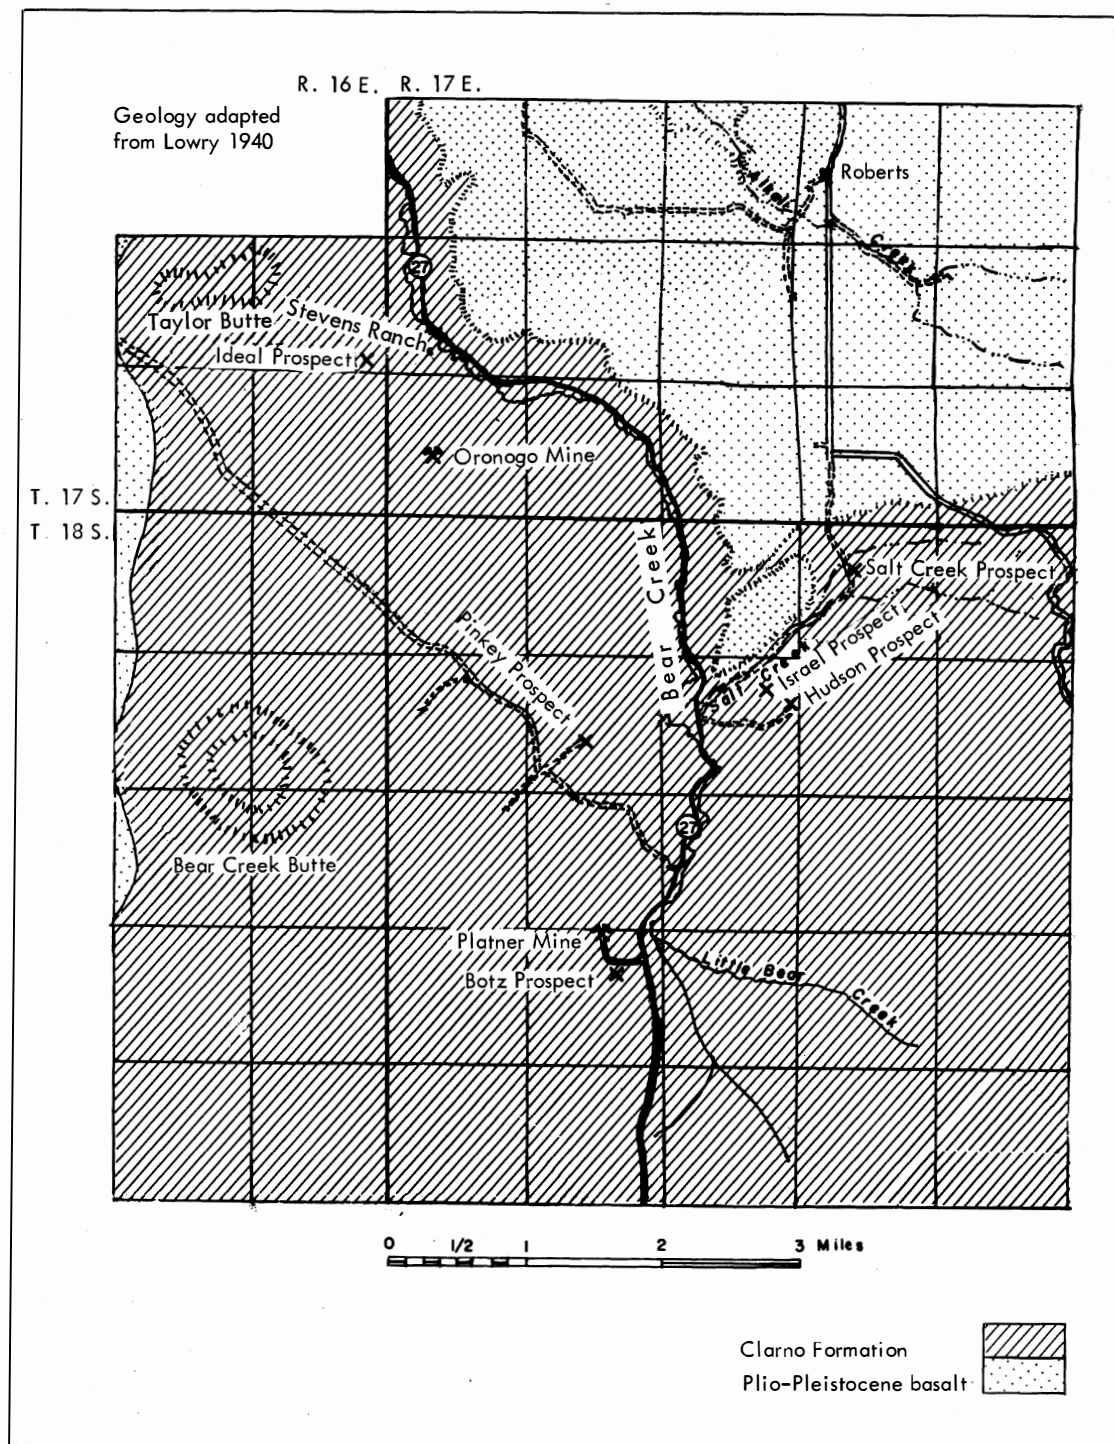 R. 16 E. R. 17 E.
Geology adapted
from Lowry 1940
Roberts
Alkali
Creek
27
Taylor Butte
Stevens Ranch
Ideal Prospect
Oronogo Mine
T. 17 S.
T. 18 S.
Bear Creek
Salt Creek Prospect
Pinkey Prospect
Salt Creek
Israel Prospect
Hudson Prospect
27
Bear Creek Butte
Platner Mine
Botz Prospect
Little Bear
Creek
0 1/2 1 2 3 Miles
Clarno Formation
Plio-Pleistocene basalt